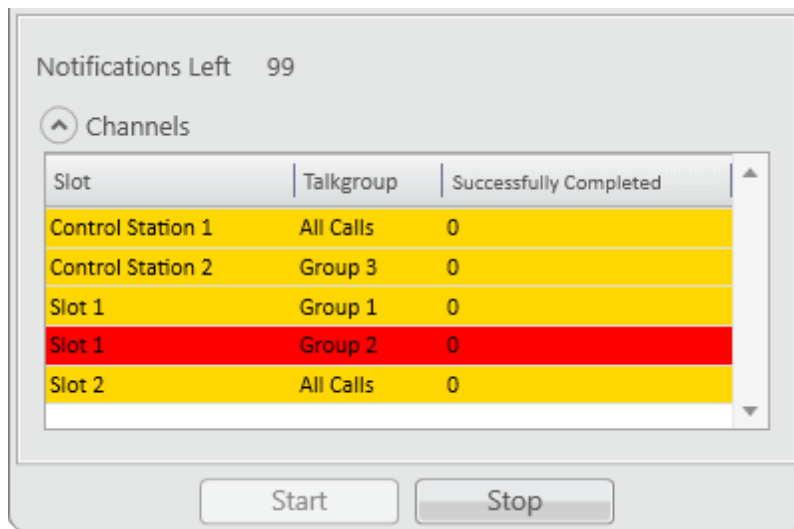 Notifications Left 99
Channels
Slot Talkgroup Successfully Completed
Control Station 1 All Calls 0
Control Station 2 Group 3 0
Slot 1 Group 1 0
Slot 1 Group 2 0
Slot 2 All Calls 0
Start Stop